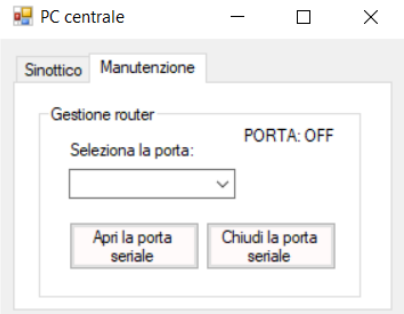 PC centrale
Sinottico Manutenzione
Gestione router
PORTA: OFF
Seleziona la porta:
Apri la porta
seriale
Chiudi la porta
seriale